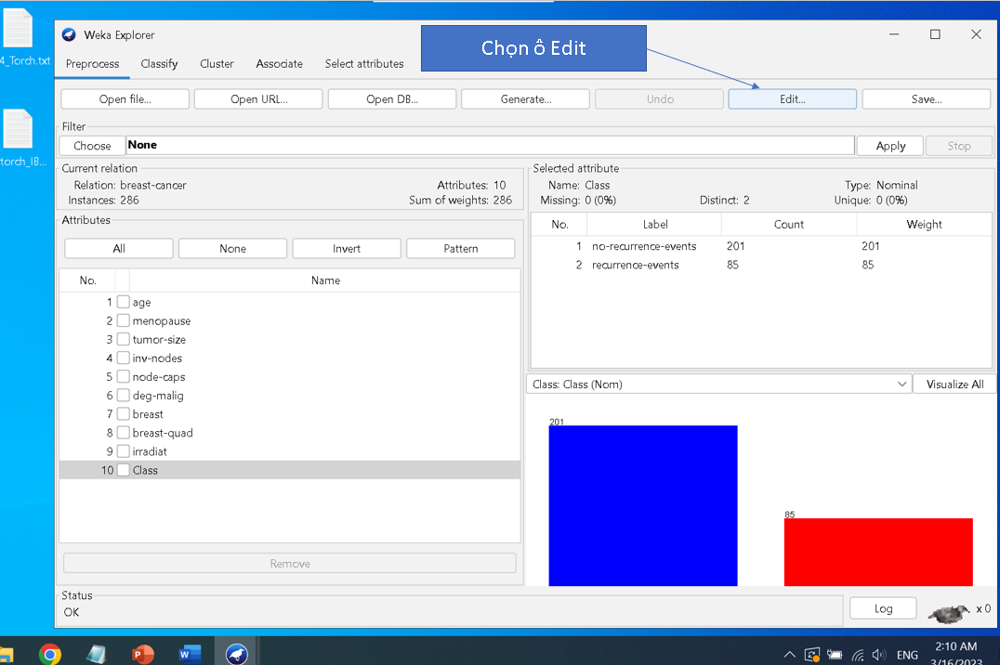 4_Torch.txt
torch_IB...
Weka Explorer
Chọn ô Edit
Preprocess Classify Cluster Associate Select attributes
Open file... Open URL... Open DB... Generate... Undo Edit... Save...
Filter
Choose None Apply Stop
Current relation
Relation: breast-cancer Attributes: 10
Instances: 286 Sum of weights: 286
Attributes
All None Invert Pattern
No. Name
1 age
2 menopause
3 tumor-size
4 inv-nodes
5 node-caps
6 deg-malig
7 breast
8 breast-quad
9 irradiat
10 Class
Remove
Selected attribute
Name: Class Type: Nominal
Missing: 0 (0%) Distinct: 2 Unique: 0 (0%)
No. Label Count Weight
1 no-recurrence-events 201 201
2 recurrence-events 85 85
Class: Class (Nom) Visualize All
201
85
Status
OK
Log x 0
ENG
2:10 AM
3/16/2023